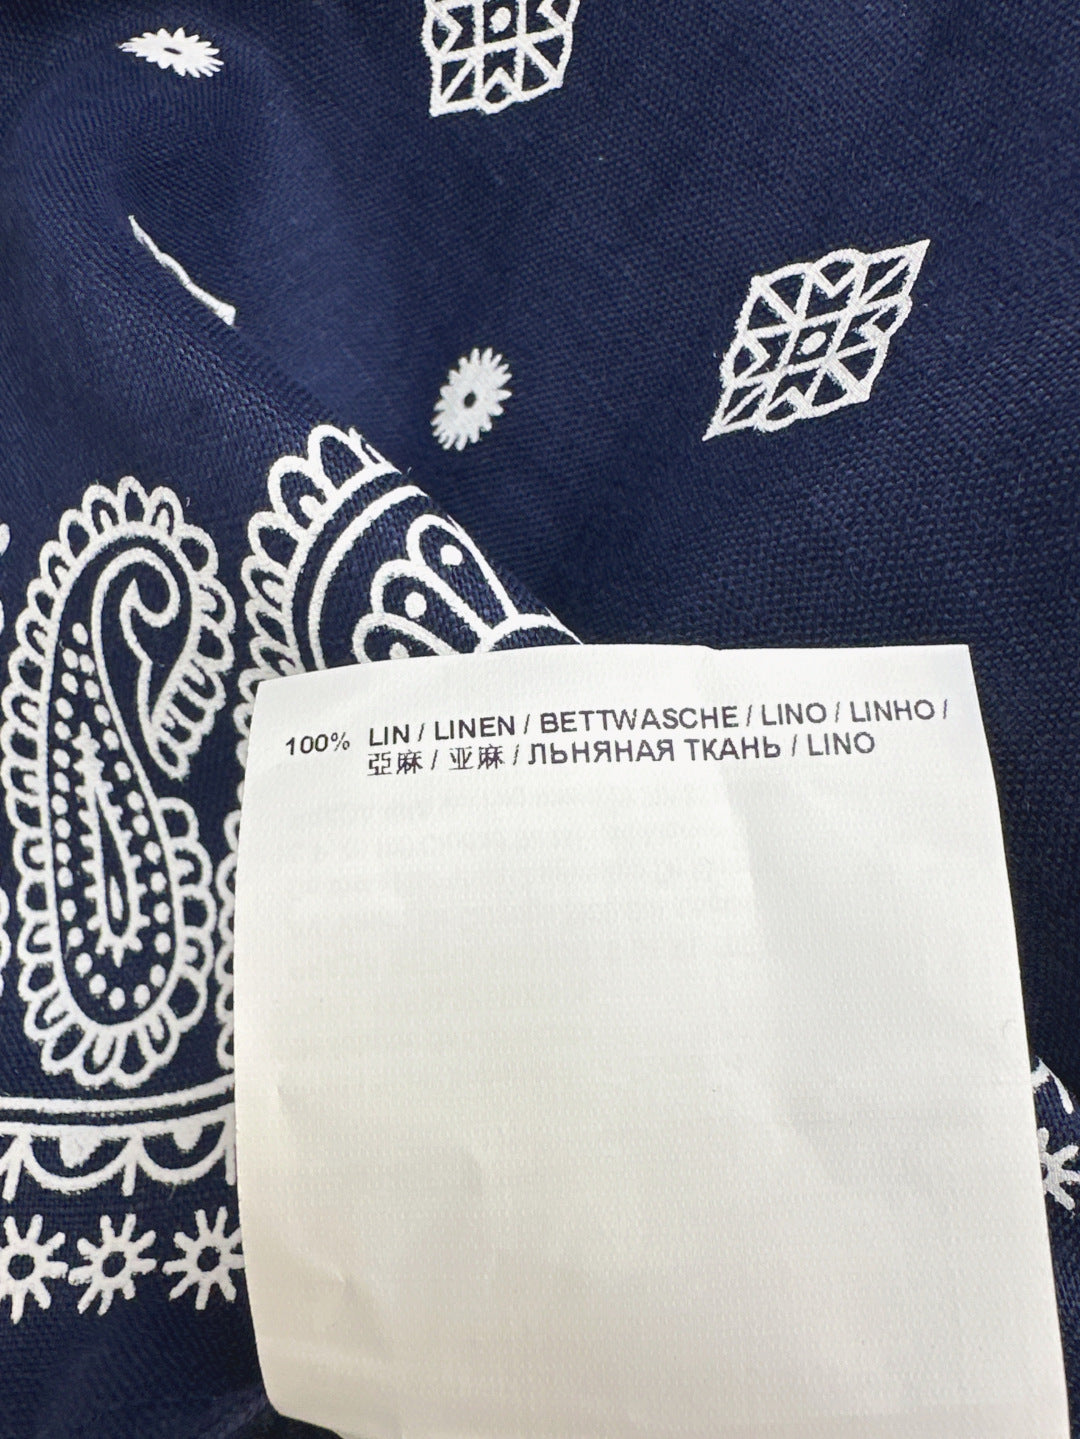 100% LIN / LINEN / BETTWASCHE / LINO / LINHO /
亞麻 / 亚麻 / ЛЬНЯНАЯ ТКАНЬ / LINO